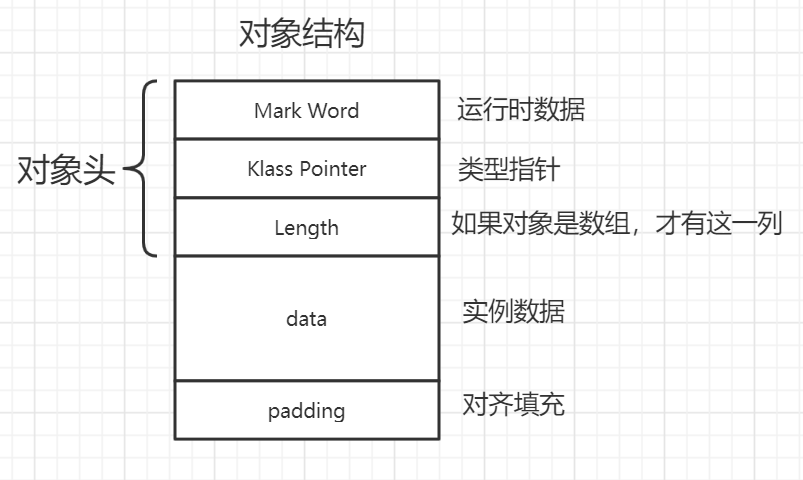 对象结构
Mark Word 运行时数据
对象头
Klass Pointer 类型指针
Length 如果对象是数组，才有这一列
data 实例数据
padding 对齐填充